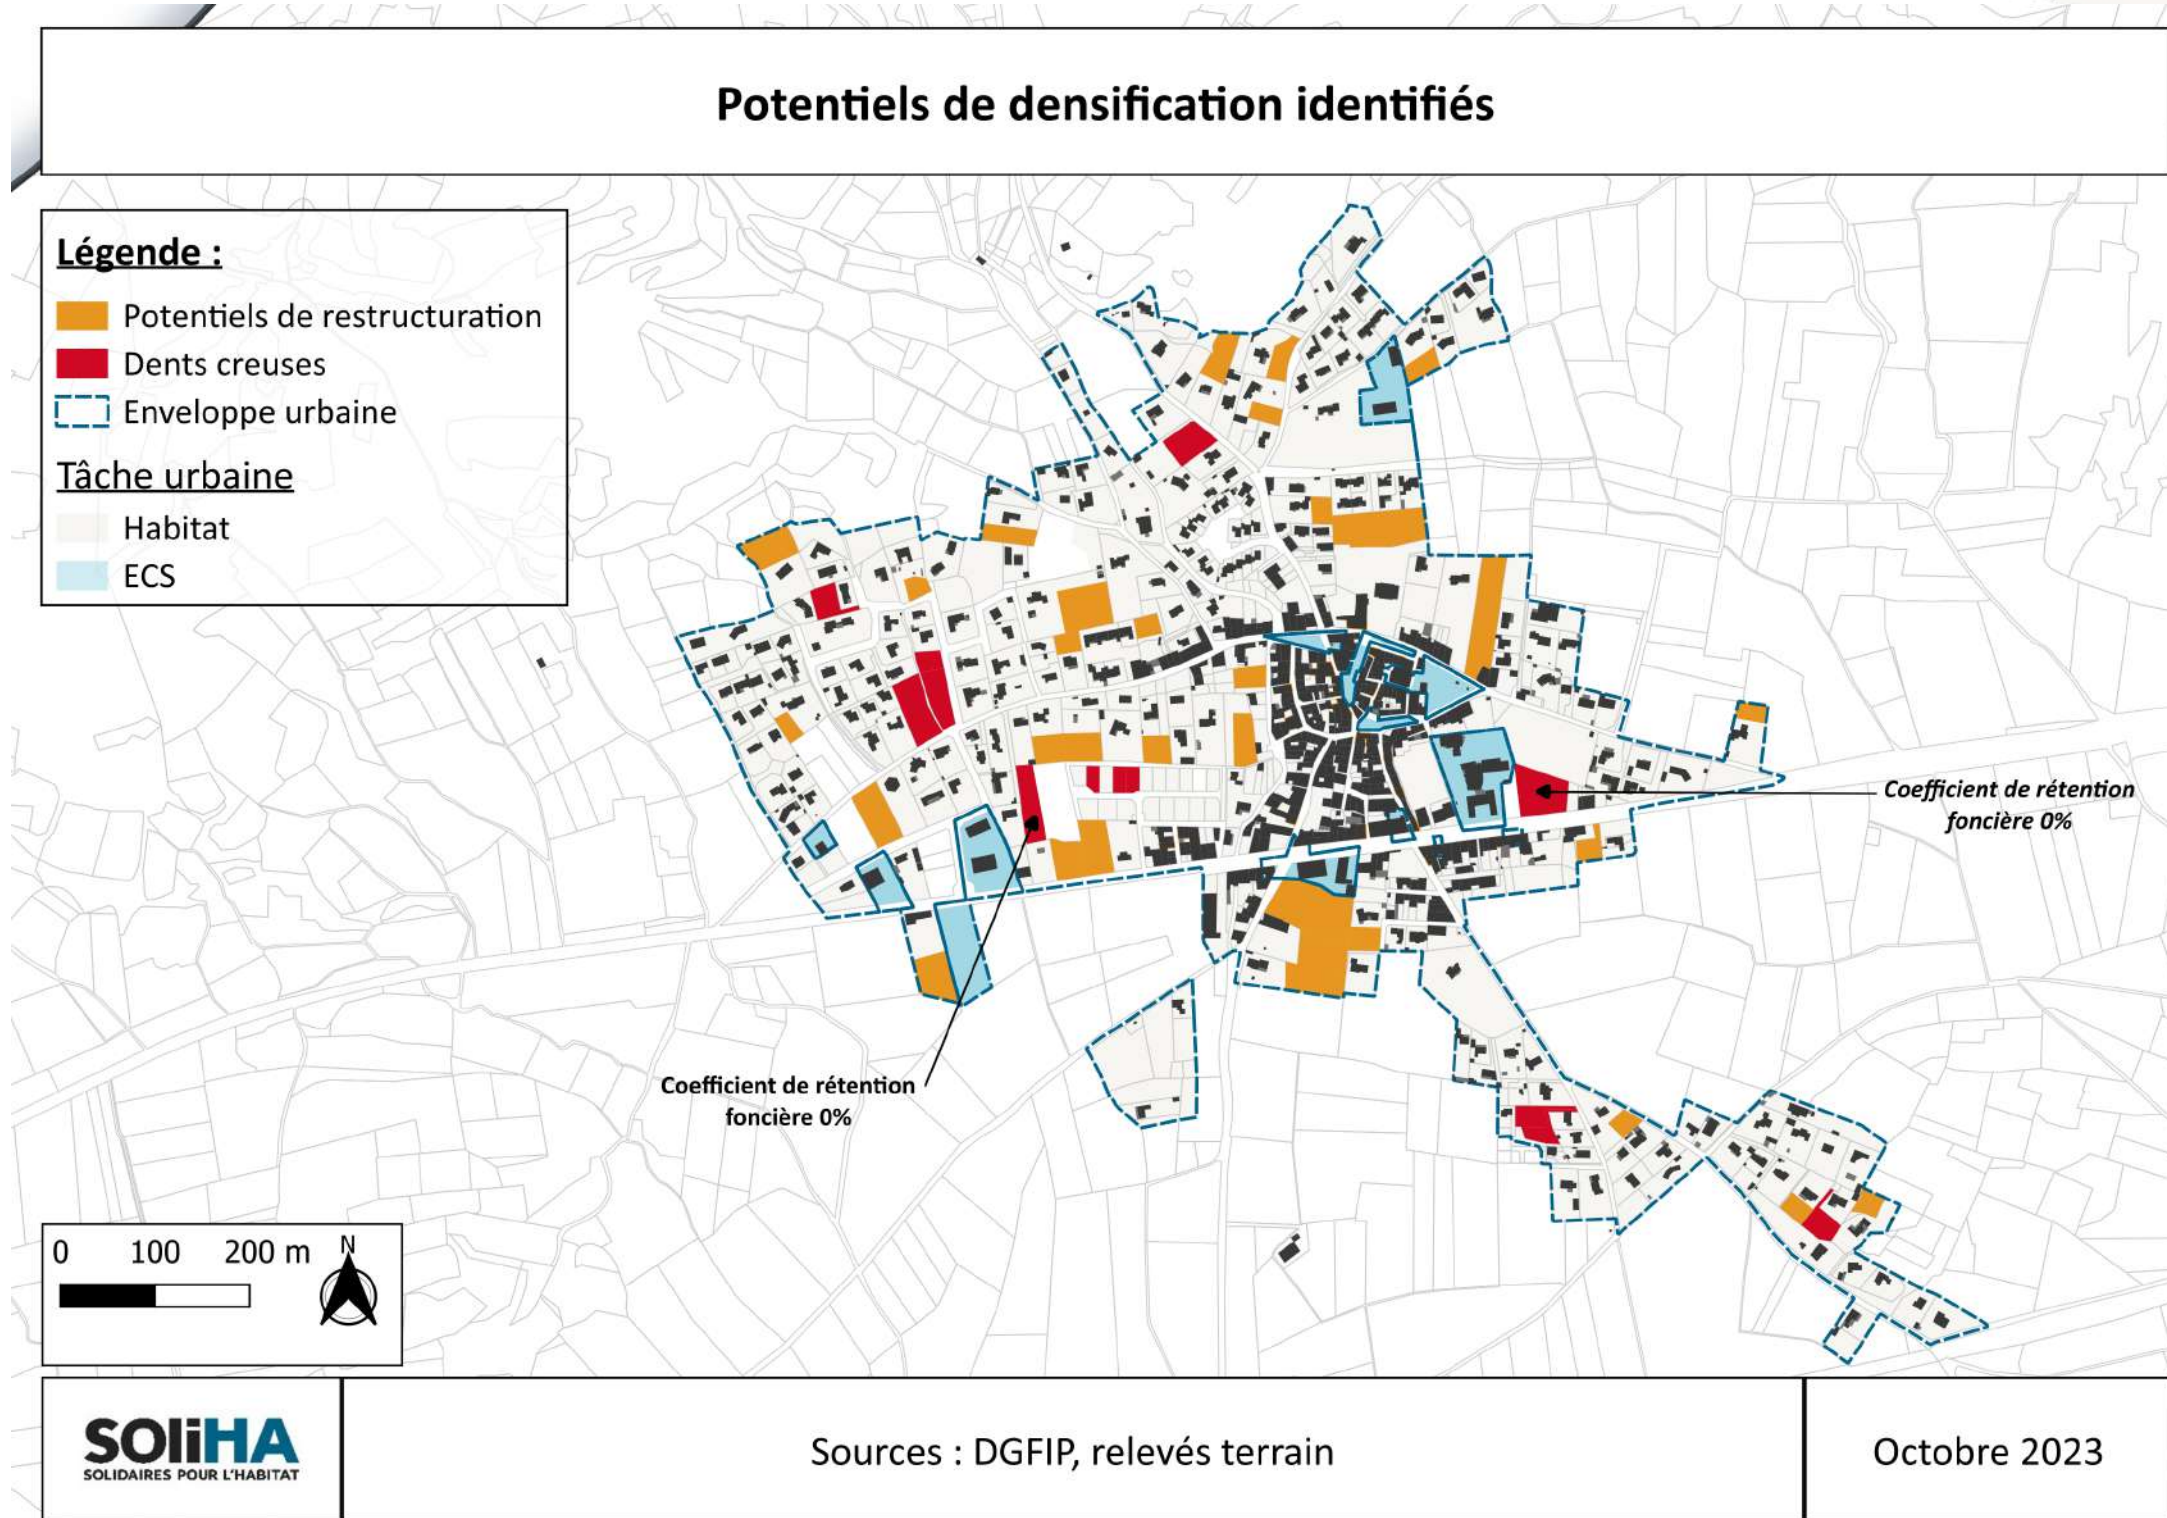 Potentiels de densification identifiés
Légende :
Potentiels de restructuration
Dents creuses
Enveloppe urbaine
Tâche urbaine
Habitat
ECS
Coefficient de rétention
foncière 0%
Coefficient de rétention
foncière 0%
0 100 200 m
N
SOliHA
SOLIDAIRES POUR L'HABITAT
Sources : DGFIP, relevés terrain
Octobre 2023